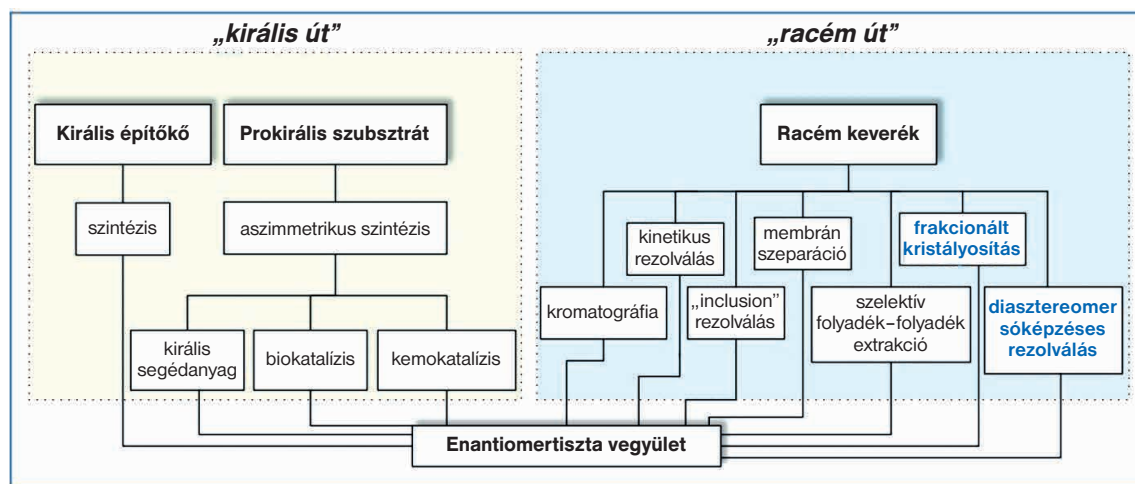 „királis út”
„racém út”
Királis építőkő
Prokirális szubsztrát
szintézis
aszimmetrikus szintézis
királis
segédanyag
biokatalízis
kemokatalízis
Racém keverék
kromatográfia
kinetikus
rezolválás
„inclusion”
rezolválás
membrán
szeparáció
szelektív
folyadék–folyadék
extrakció
frakcionált
kristályosítás
diasztereomer
sóképzéses
rezolválás
Enantiomertiszta vegyület